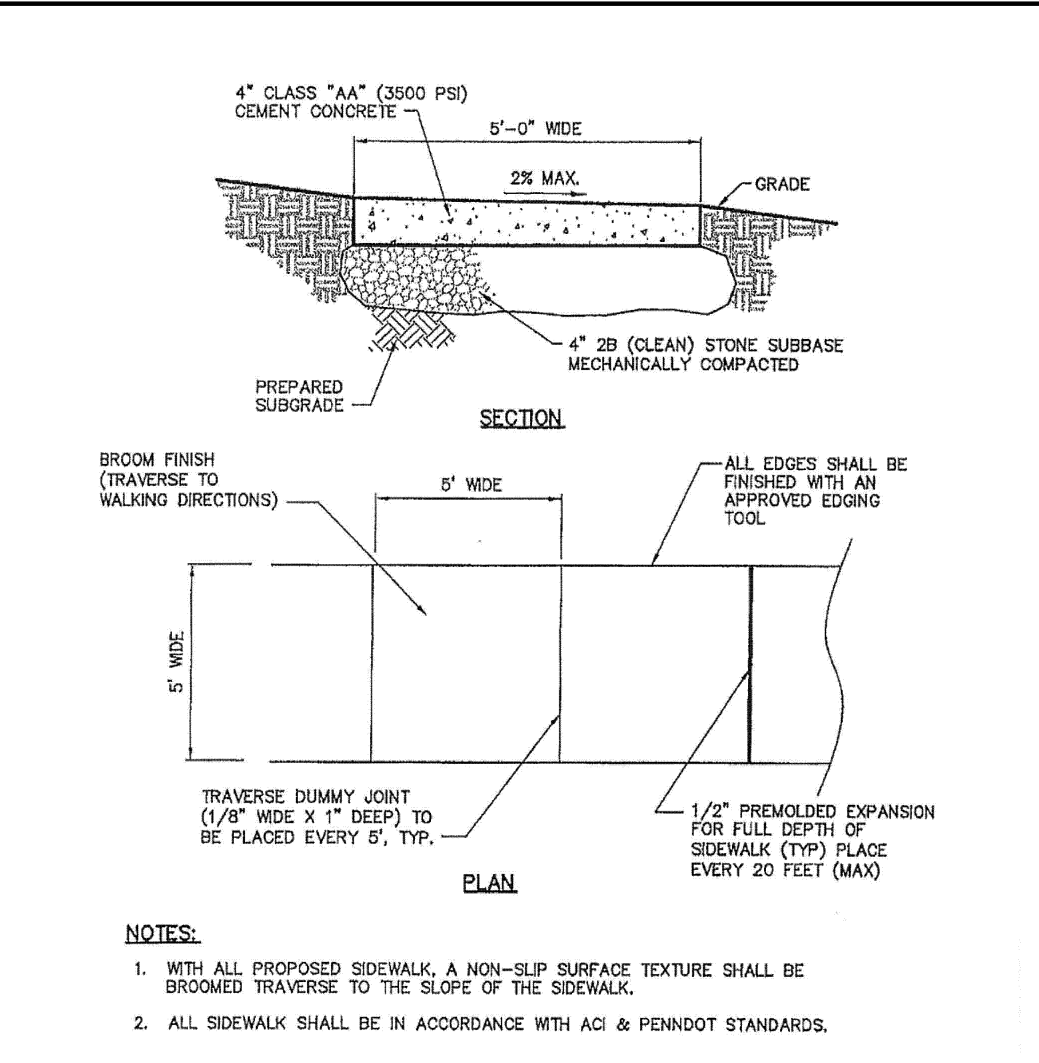 4" CLASS "AA" (3500 PSI)
CEMENT CONCRETE
5'-0" WIDE
2% MAX.
GRADE
4" 2B (CLEAN) STONE SUBBASE
MECHANICALLY COMPACTED
PREPARED
SUBGRADE
SECTION
BROOM FINISH
(TRAVERSE TO
WALKING DIRECTIONS)
5' WIDE
ALL EDGES SHALL BE
FINISHED WITH AN
APPROVED EDGING
TOOL
5' WIDE
TRAVERSE DUMMY JOINT
(1/8" WIDE X 1" DEEP) TO
BE PLACED EVERY 5', TYP.
1/2" PREMOLDED EXPANSION
FOR FULL DEPTH OF
SIDEWALK (TYP) PLACE
EVERY 20 FEET (MAX)
PLAN
NOTES:
1. WITH ALL PROPOSED SIDEWALK, A NON-SLIP SURFACE TEXTURE SHALL BE
BROOMED TRAVERSE TO THE SLOPE OF THE SIDEWALK.
2. ALL SIDEWALK SHALL BE IN ACCORDANCE WITH ACI & PENNDOT STANDARDS.